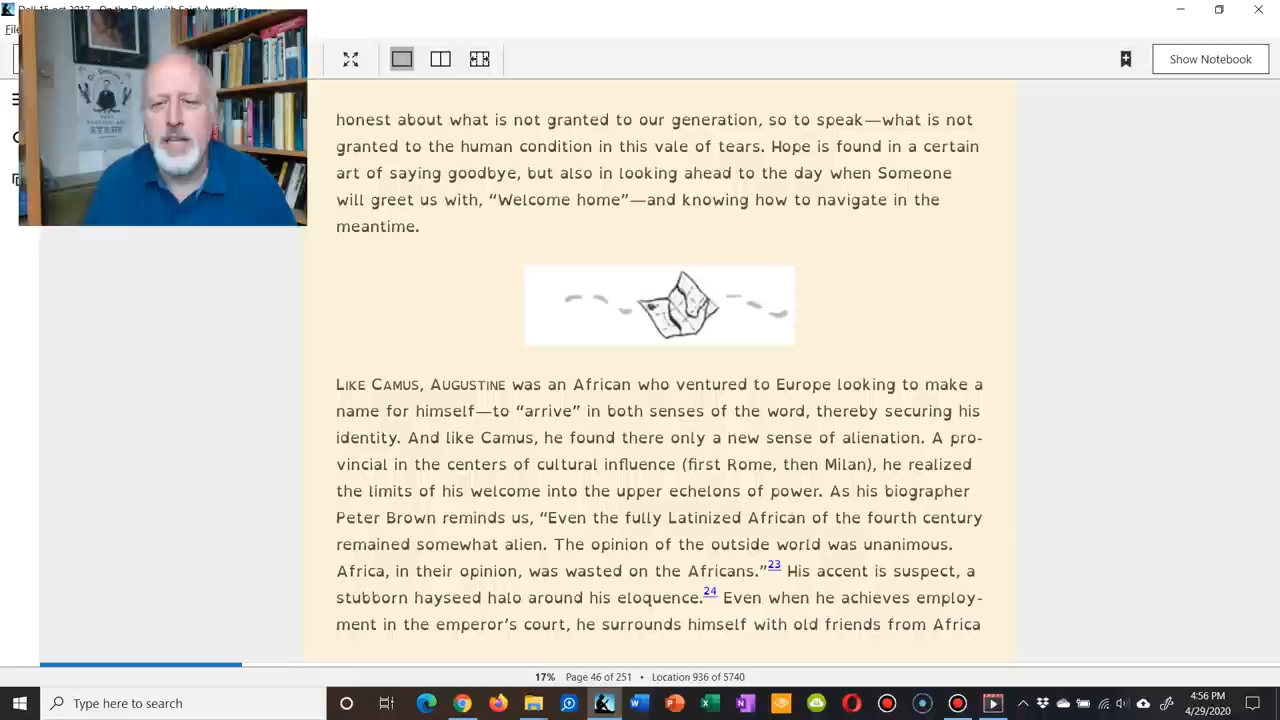 Dell 15 oct 2017 - On the Road with Saint Augustine
File
Show Notebook
honest about what is not granted to our generation, so to speak—what is not
granted to the human condition in this vale of tears. Hope is found in a certain
art of saying goodbye, but also in looking ahead to the day when Someone
will greet us with, “Welcome home”—and knowing how to navigate in the
meantime.
LIKE CAMUS, AUGUSTINE was an African who ventured to Europe looking to make a
name for himself—to “arrive” in both senses of the word, thereby securing his
identity. And like Camus, he found there only a new sense of alienation. A pro-
vincial in the centers of cultural influence (first Rome, then Milan), he realized
the limits of his welcome into the upper echelons of power. As his biographer
Peter Brown reminds us, “Even the fully Latinized African of the fourth century
remained somewhat alien. The opinion of the outside world was unanimous.
Africa, in their opinion, was wasted on the Africans.”23 His accent is suspect, a
stubborn hayseed halo around his eloquence.24 Even when he achieves employ-
ment in the emperor’s court, he surrounds himself with old friends from Africa
17% Page 46 of 251 • Location 936 of 5740
Type here to search
4:56 PM
4/29/2020